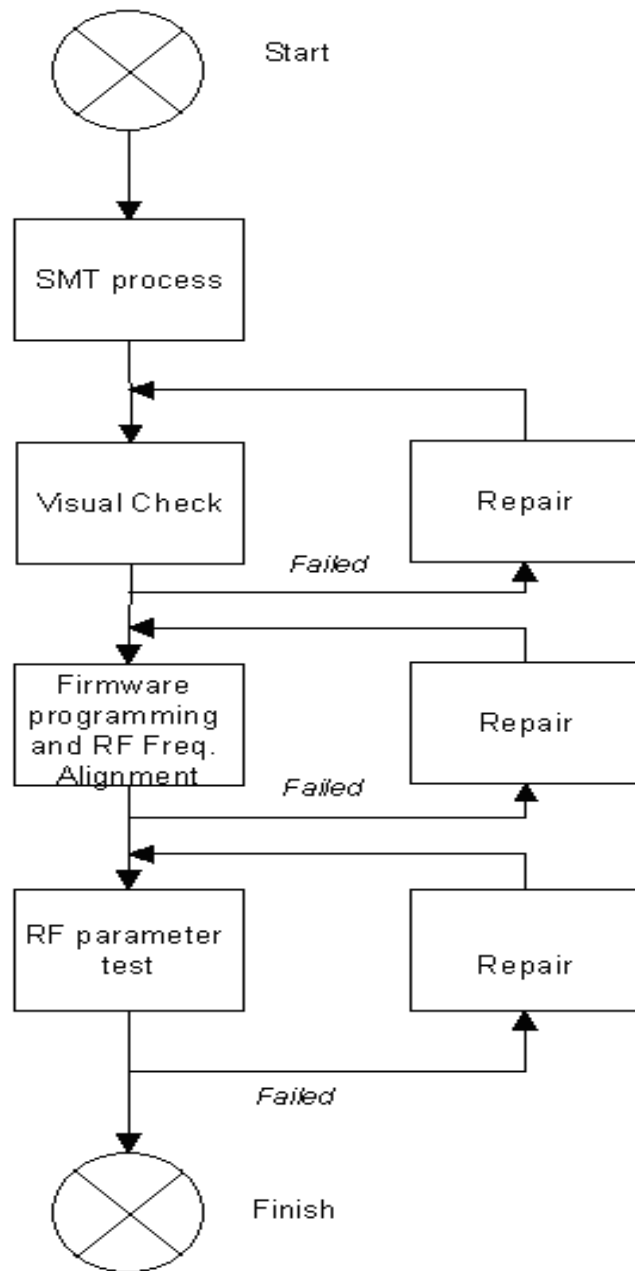 Start
SMT process
Visual Check
Repair
Failed
Firmware
programming
and RF Freq.
Alignment
Repair
Failed
RF parameter
test
Repair
Failed
Finish